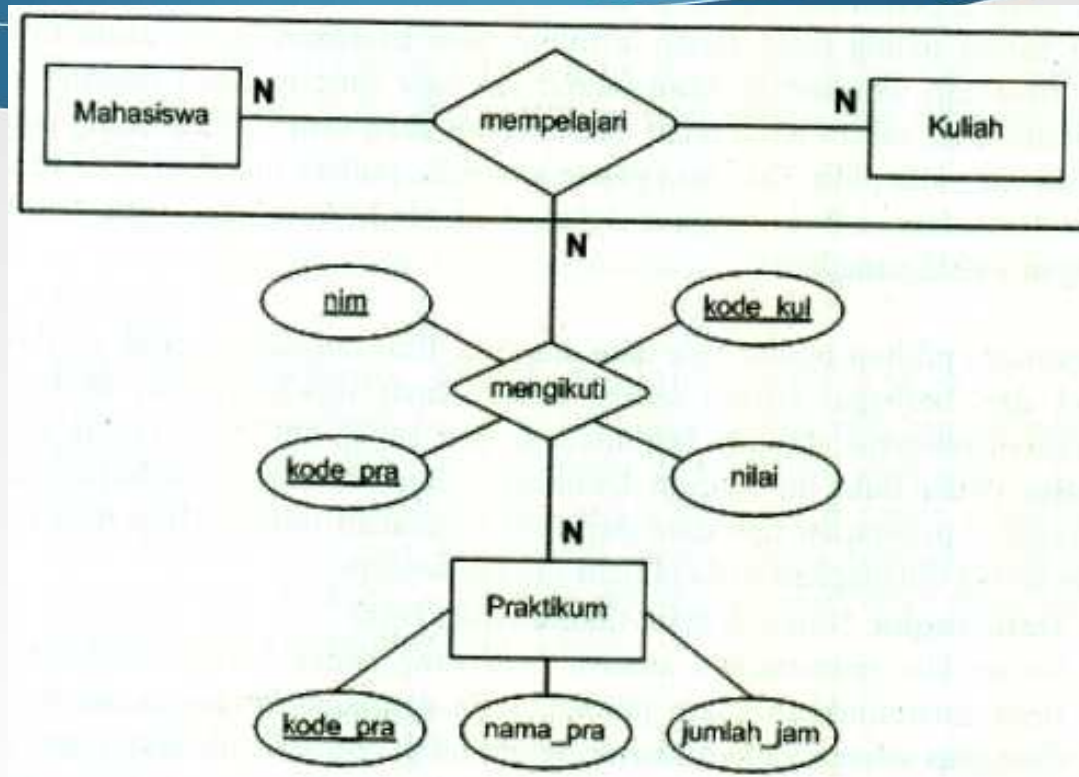 Mahasiswa N mempelajari N Kuliah
N
nim kode_kul
mengikuti
kode_pra nilai
N
Praktikum
kode_pra nama_pra jumlah_jam